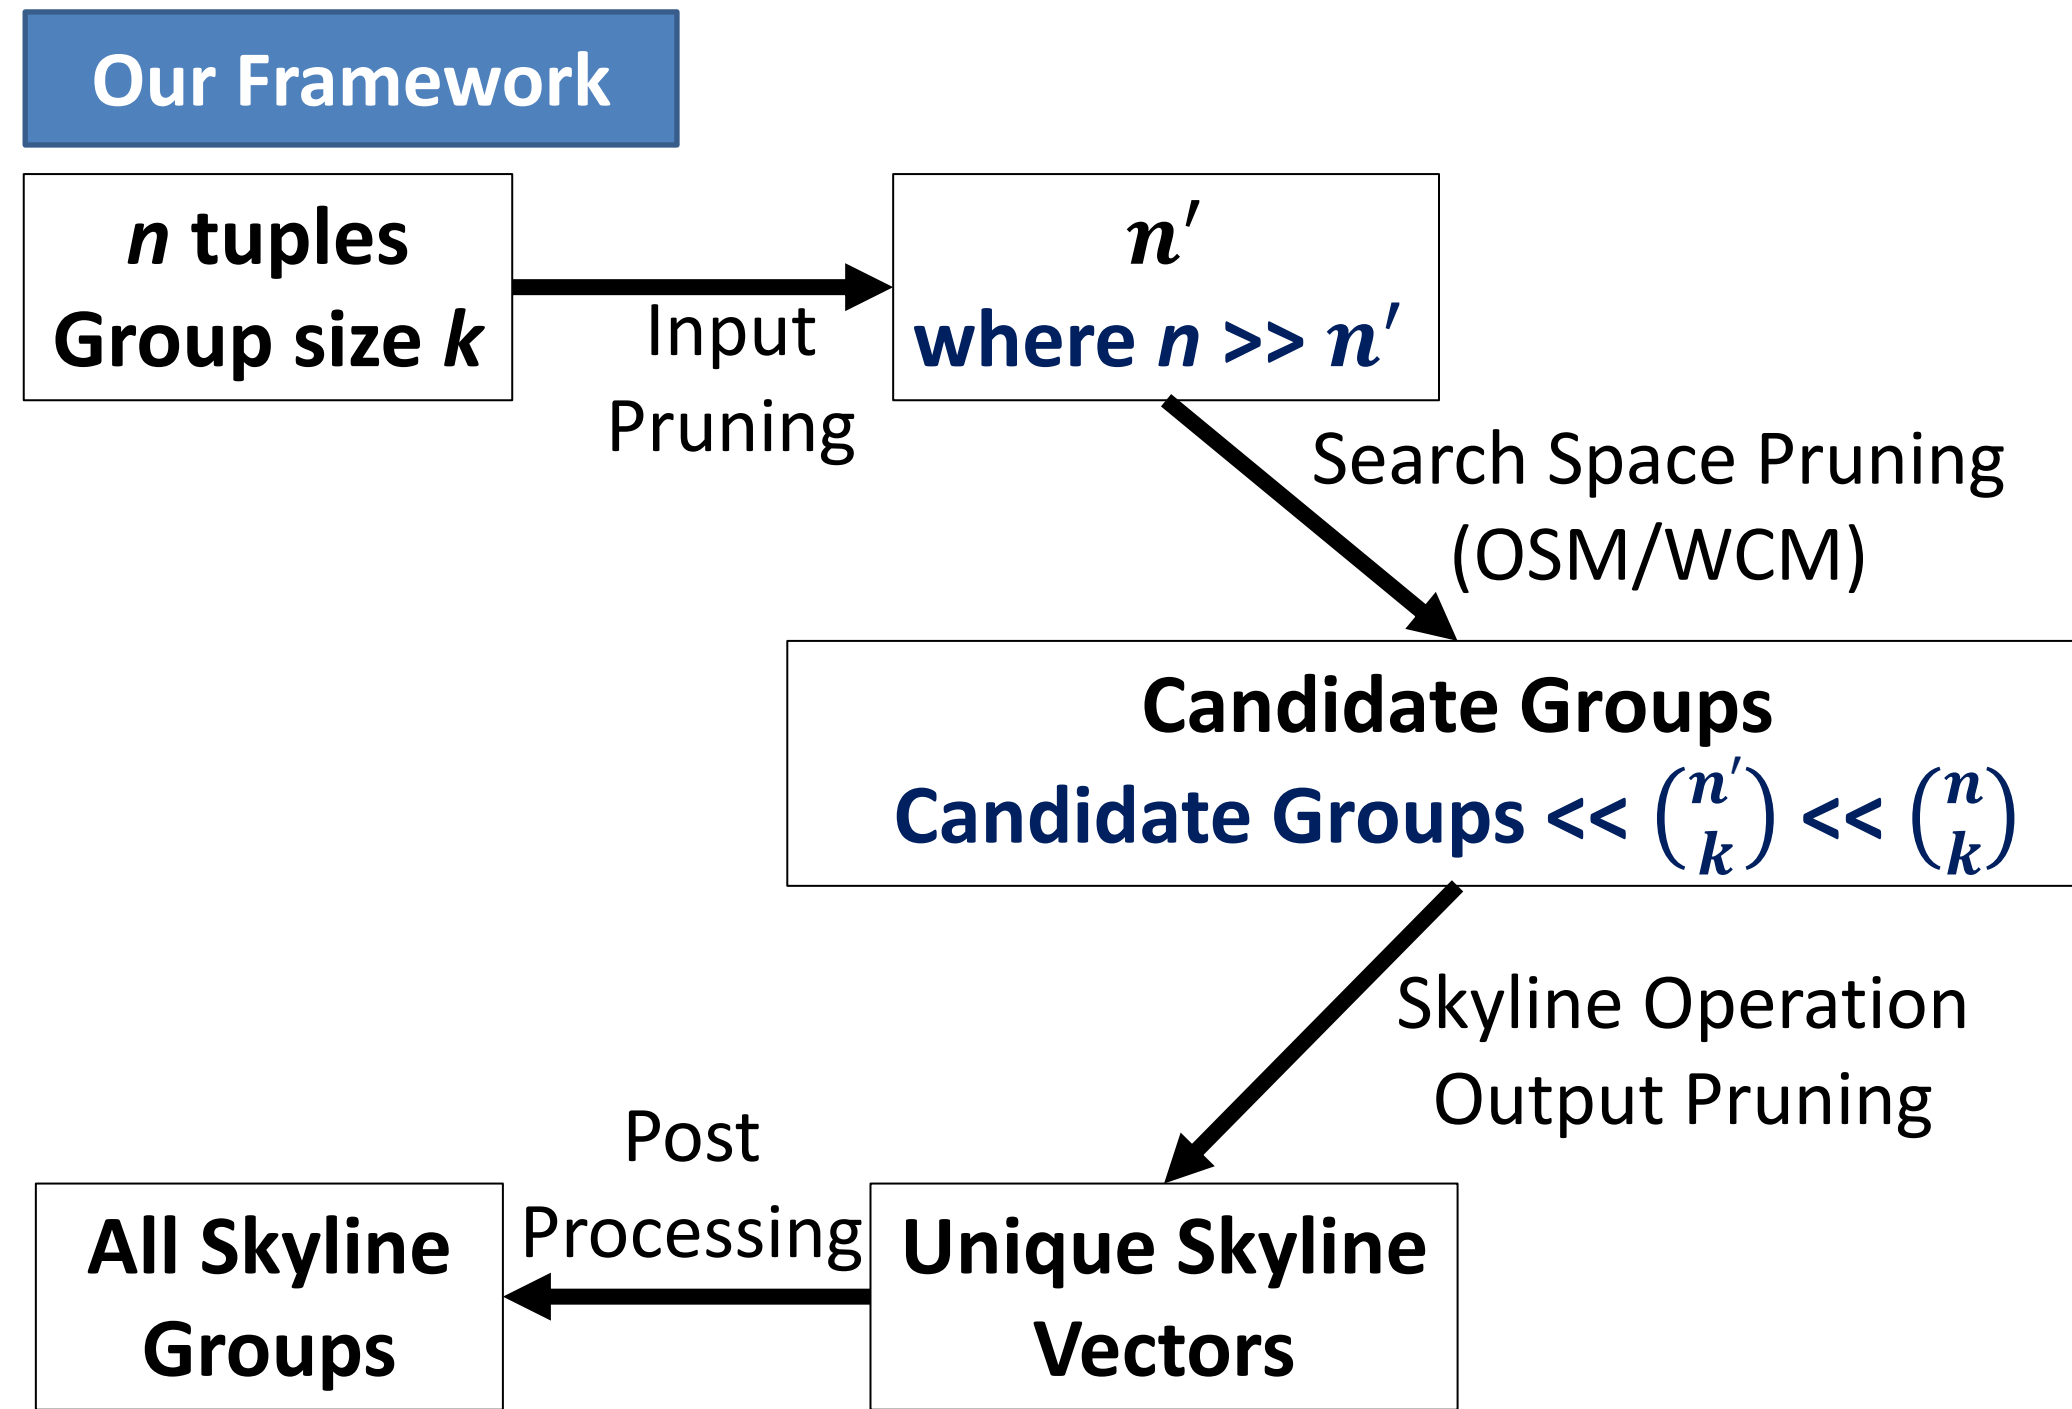 Our Framework
n tuples
Group size k
Input
Pruning
n′
where n >> n′
Search Space Pruning
(OSM/WCM)
Candidate Groups
Candidate Groups << (n′ k) << (n k)
Skyline Operation
Output Pruning
Post
Processing
Unique Skyline
Vectors
All Skyline
Groups